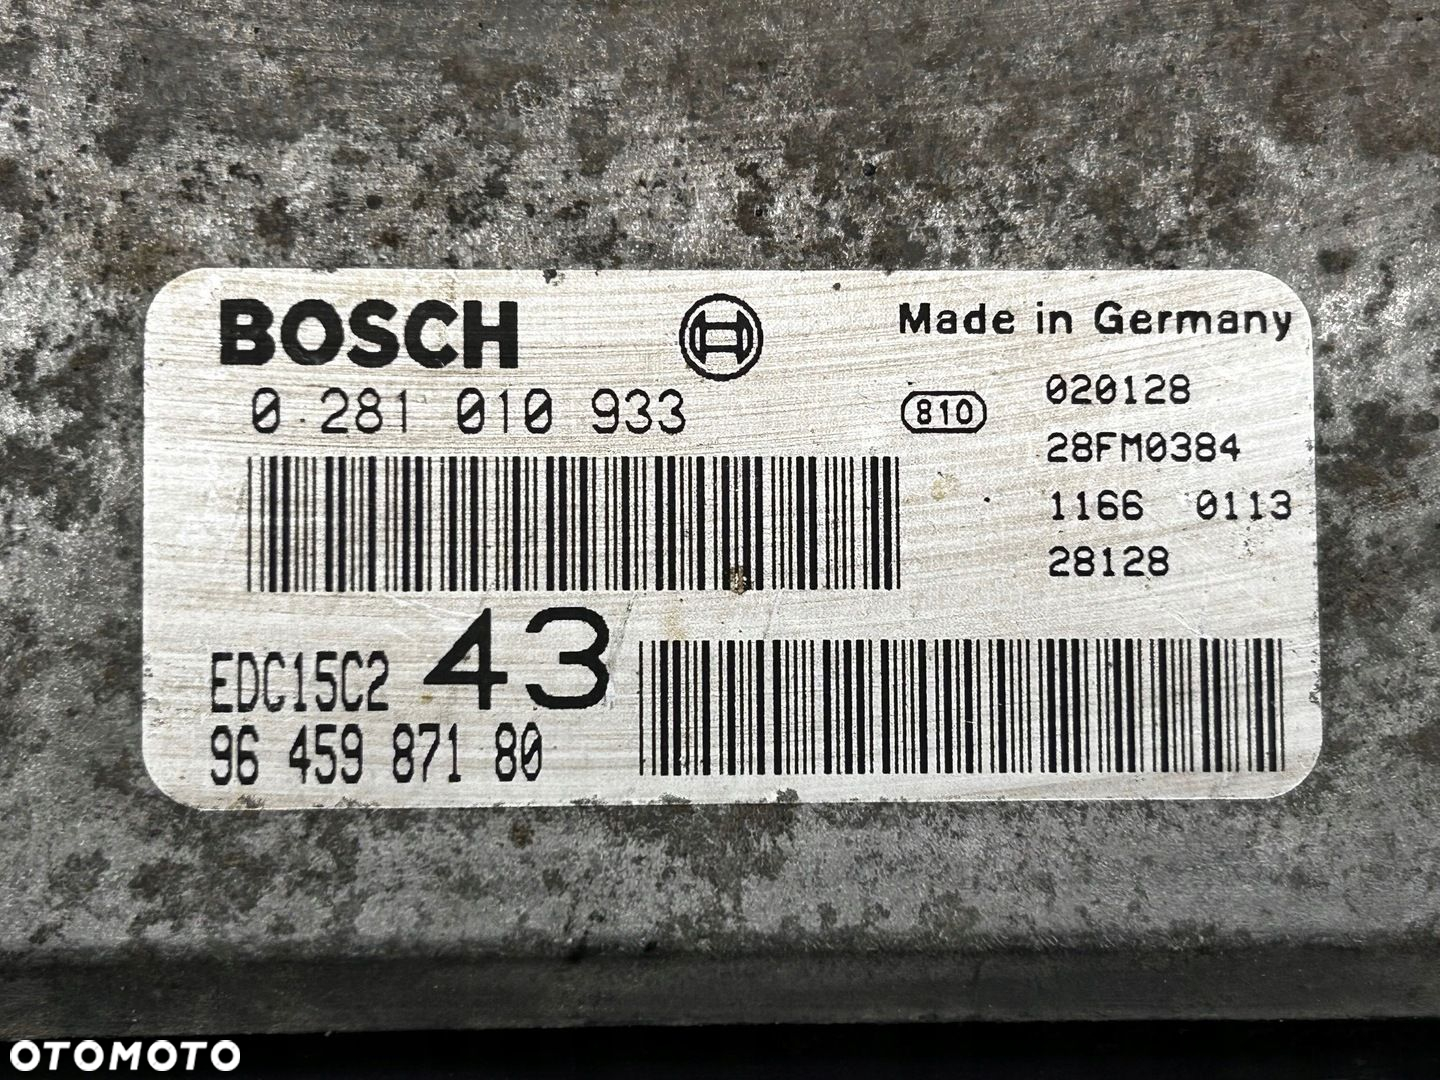 BOSCH
Made in Germany
0 281 010 933
810
020128
28FM0384
1166 0113
28128
EDC15C2 43
96 459 871 80
OTOMOTO